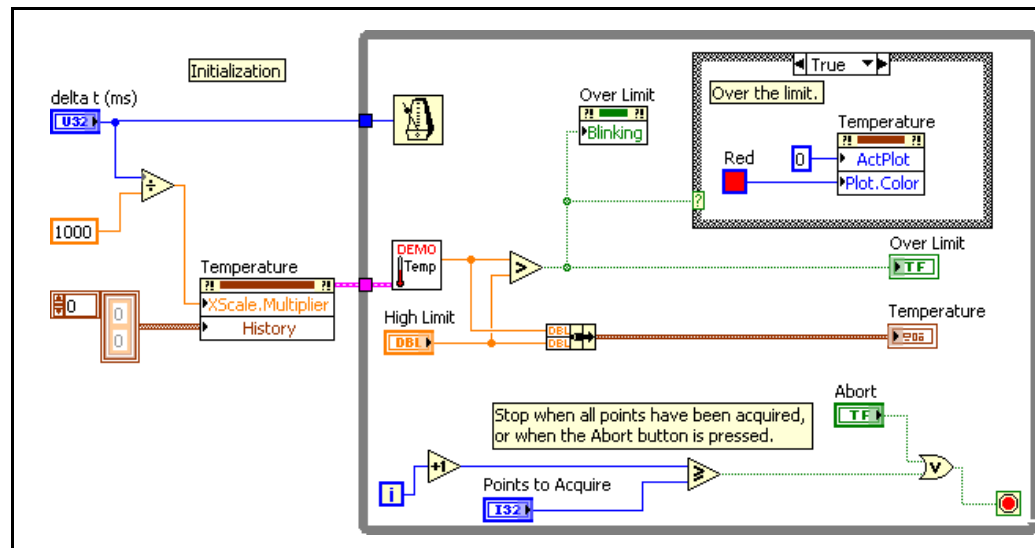 Initialization
delta t (ms)
U32
÷
1000
0
0
0
Temperature
?! ?!
XScale.Multiplier
History
DEMO
Temp
High Limit
DBL
>
DBL
DBL
Over Limit
?! ?!
Blinking
True
Over the limit.
Red
0
Temperature
?! ?!
ActPlot
Plot.Color
?
Over Limit
TF
Temperature
Abort
TF
Stop when all points have been acquired,
or when the Abort button is pressed.
i
+1
Points to Acquire
I32
≥
V